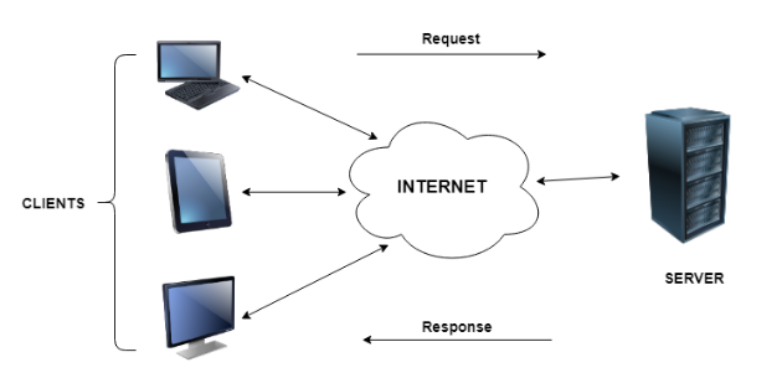 Request
INTERNET
CLIENTS
SERVER
Response